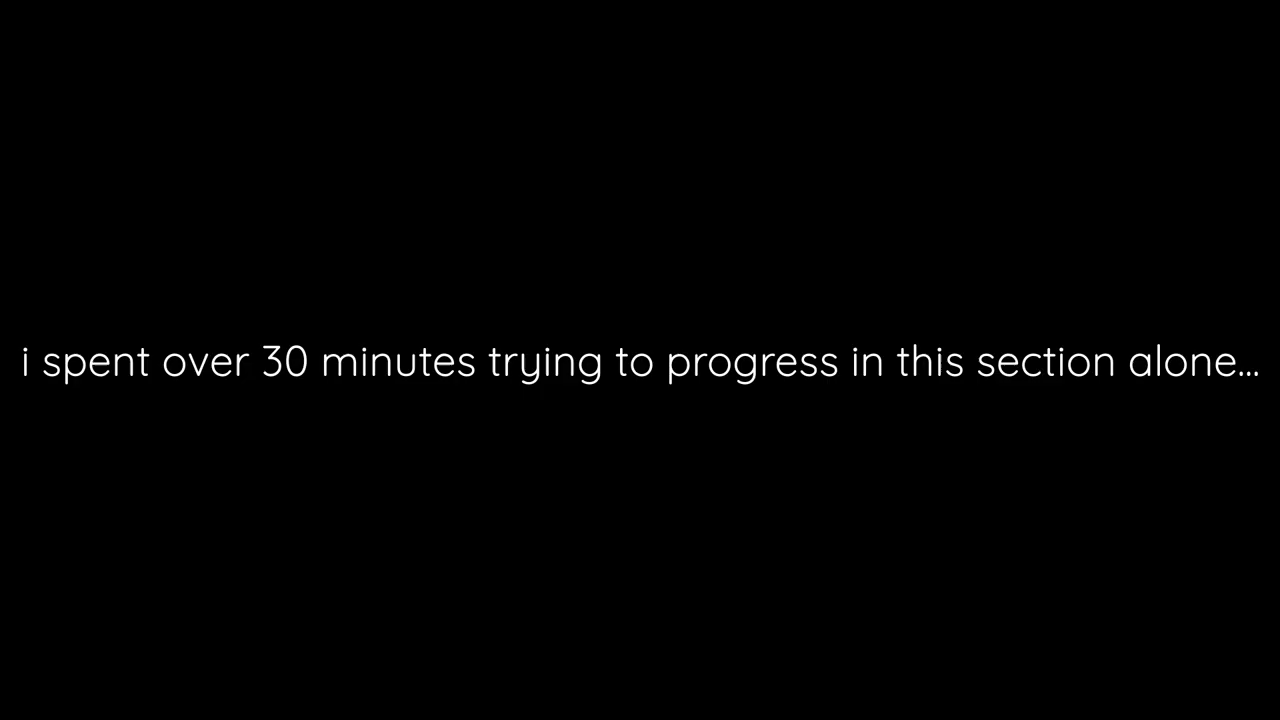 i spent over 30 minutes trying to progress in this section alone...